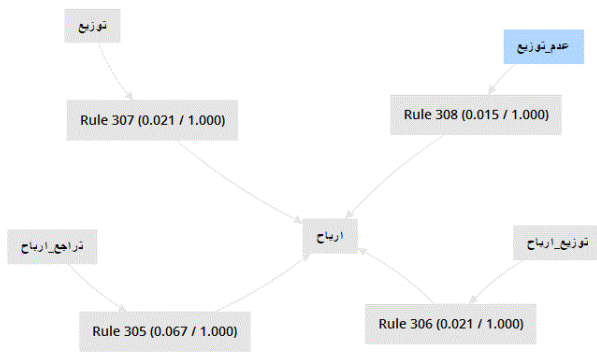 توزيع
عدم_توزيع
Rule 307 (0.021 / 1.000)
Rule 308 (0.015 / 1.000)
ارباح
تراجع_ارباح
توزيع_ارباح
Rule 305 (0.067 / 1.000)
Rule 306 (0.021 / 1.000)